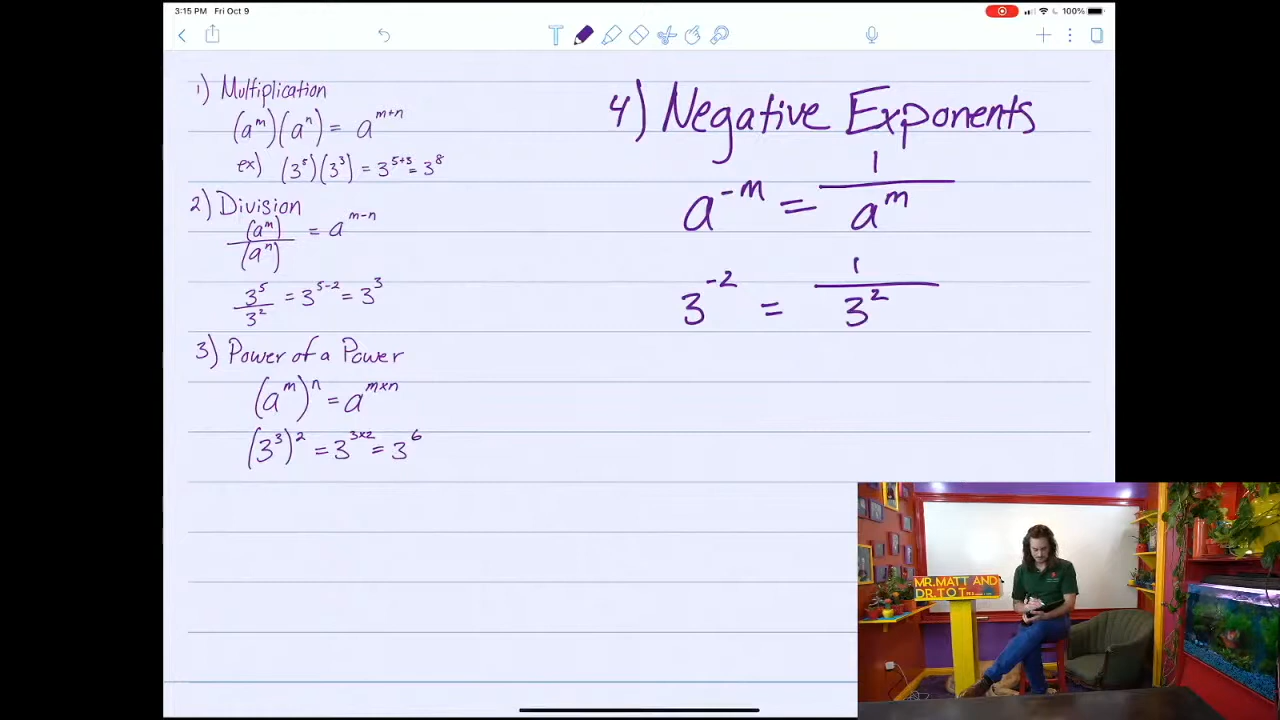 3:15 PM Fri Oct 9
100%
1) Multiplication
(a^m)(a^n) = a^{m+n}
ex) (3^5)(3^3) = 3^{5+3} = 3^8
2) Division
(a^m)/(a^n) = a^{m-n}
3^5/3^2 = 3^{5-2} = 3^3
3) Power of a Power
(a^m)^n = a^{m×n}
(3^3)^2 = 3^{3×2} = 3^6
4) Negative Exponents
a^{-m} = 1/a^m
3^{-2} = 1/3^2
MR. MATT AND
DR. TOT